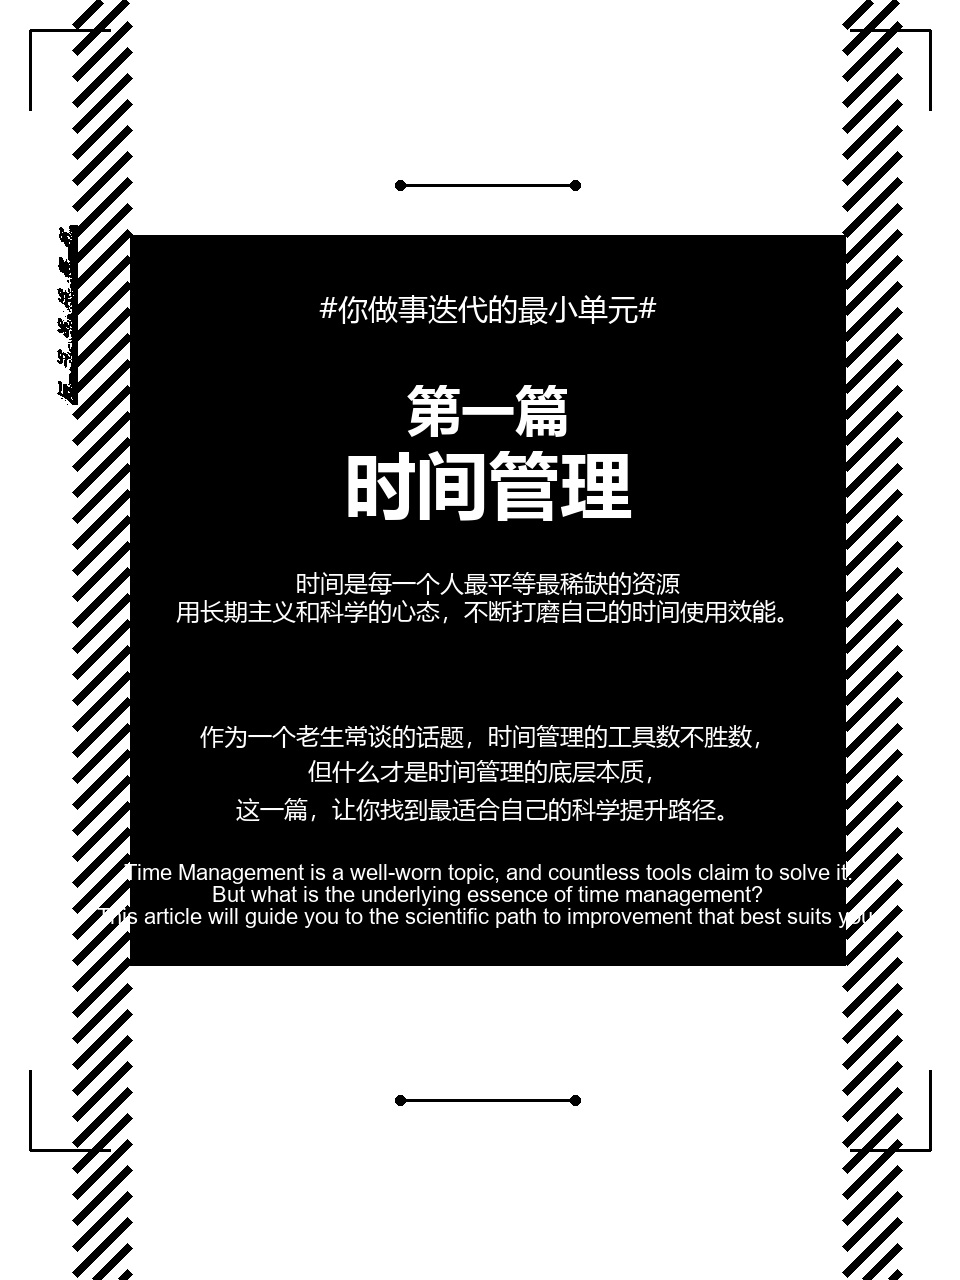 #你做事迭代的最小单元#
第一篇
时间管理
时间是每一个人最平等最稀缺的资源
用长期主义和科学的心态，不断打磨自己的时间使用效能。
作为一个老生常谈的话题，时间管理的工具数不胜数，
但什么才是时间管理的底层本质，
这一篇，让你找到最适合自己的科学提升路径。
Time Management is a well-worn topic, and countless tools claim to solve it.
But what is the underlying essence of time management?
This article will guide you to the scientific path to improvement that best suits you